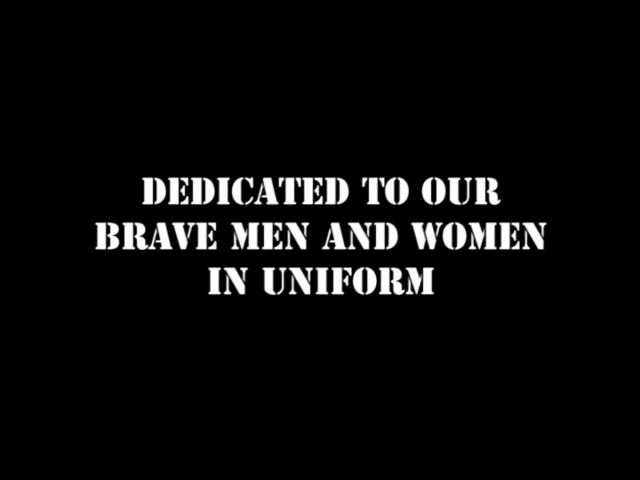 DEDICATED TO OUR
BRAVE MEN AND WOMEN
IN UNIFORM